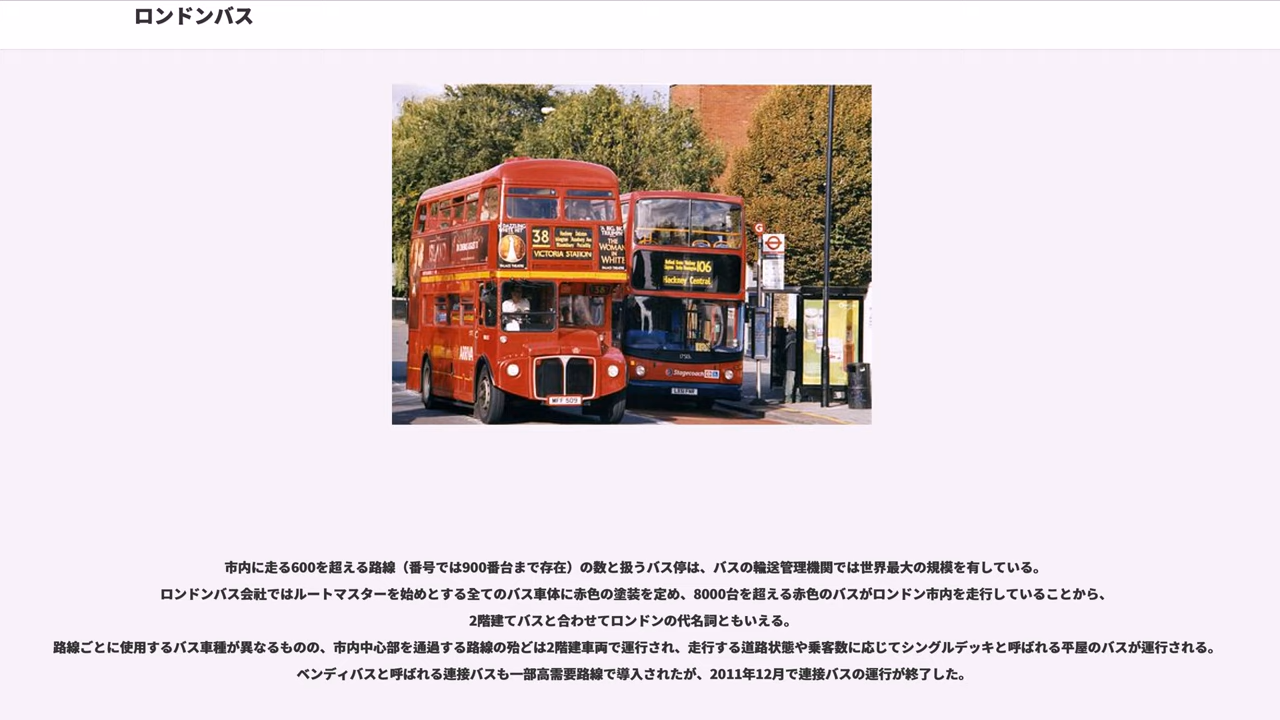 ロンドンバス
THE
WOMAN
IN
WHITE
38
VICTORIA STATION
106
Hackney Central
G
ARRIVA
Stagecoach
WFF 509
市内に走る600を超える路線（番号では900番台まで存在）の数と扱うバス停は、バスの輸送管理機関では世界最大の規模を有している。
ロンドンバス会社ではルートマスターを始めとする全てのバス車体に赤色の塗装を定め、8000台を超える赤色のバスがロンドン市内を走行していることから、
2階建てバスと合わせてロンドンの代名詞ともいえる。
路線ごとに使用するバス車種が異なるものの、市内中心部を通過する路線の殆どは2階建車両で運行され、走行する道路状態や乗客数に応じてシングルデッキと呼ばれる平屋のバスが運行される。
ベンディバスと呼ばれる連接バスも一部高需要路線で導入されたが、2011年12月で連接バスの運行が終了した。